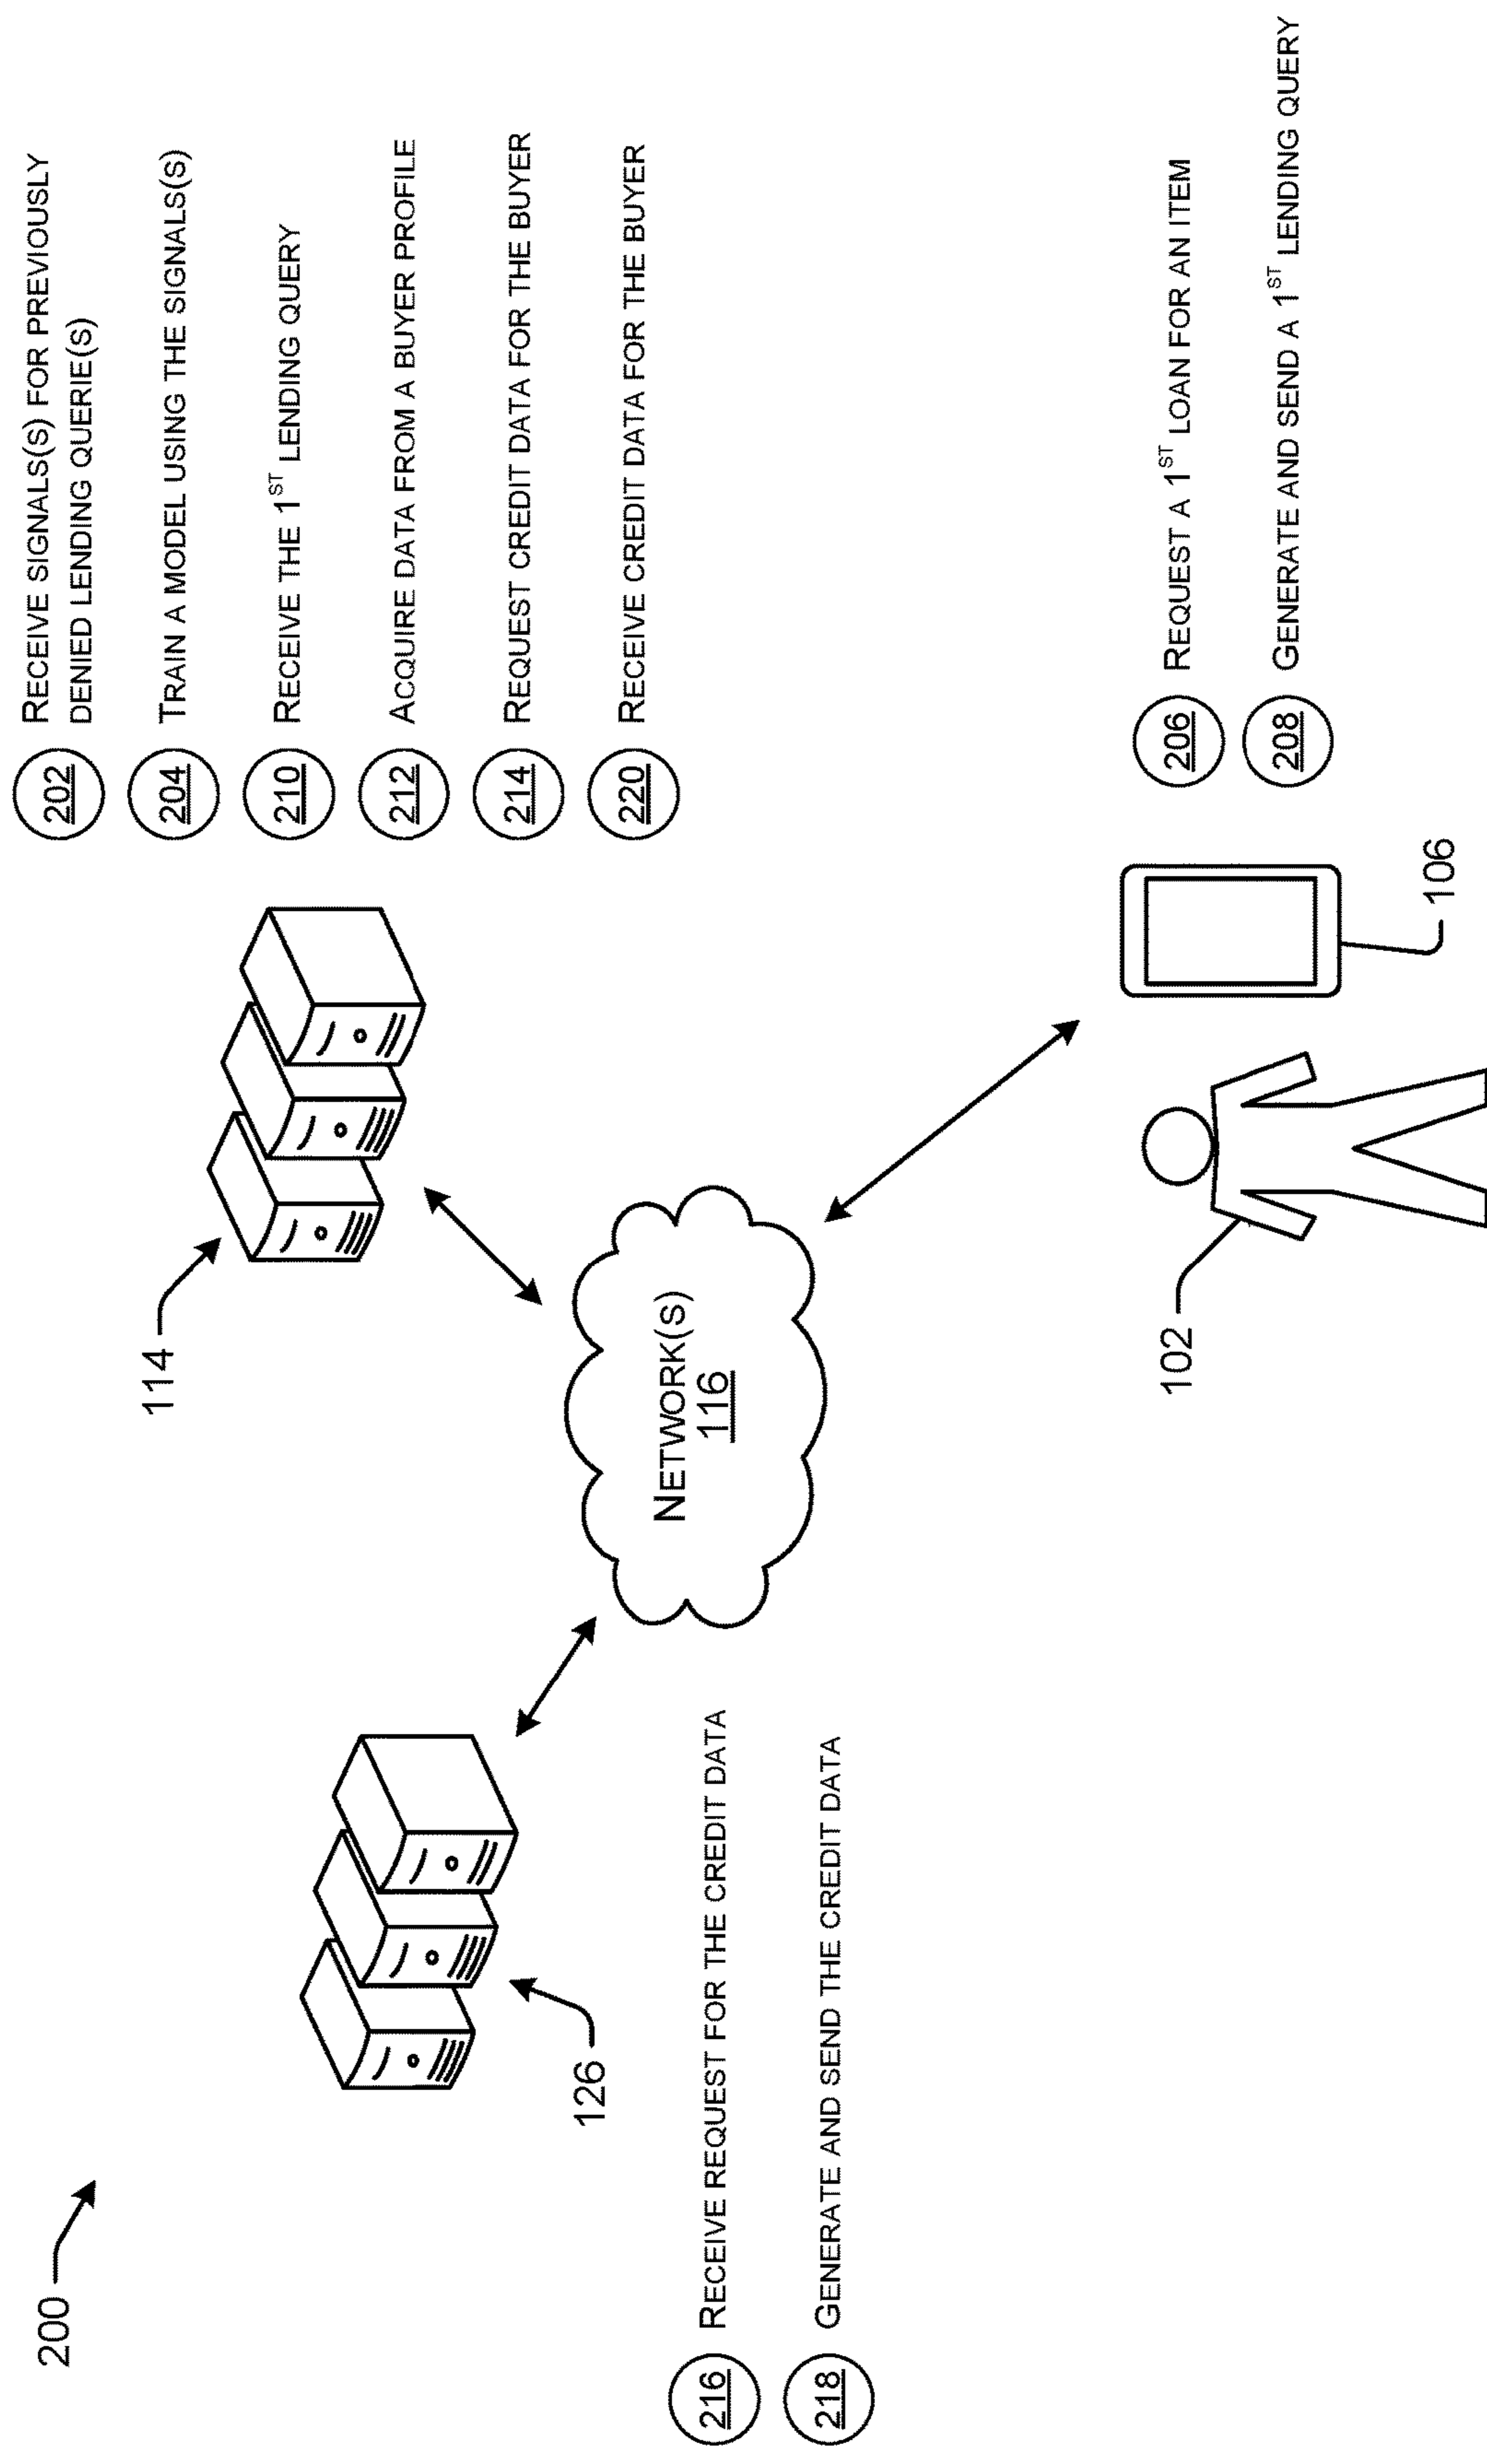 200
114
202 RECEIVE SIGNALS(S) FOR PREVIOUSLY
DENIED LENDING QUERIE(S)
204 TRAIN A MODEL USING THE SIGNALS(S)
210 RECEIVE THE 1ST LENDING QUERY
212 ACQUIRE DATA FROM A BUYER PROFILE
214 REQUEST CREDIT DATA FOR THE BUYER
220 RECEIVE CREDIT DATA FOR THE BUYER
126
216 RECEIVE REQUEST FOR THE CREDIT DATA
218 GENERATE AND SEND THE CREDIT DATA
NETWORK(S)
116
102
206 REQUEST A 1ST LOAN FOR AN ITEM
208 GENERATE AND SEND A 1ST LENDING QUERY
106